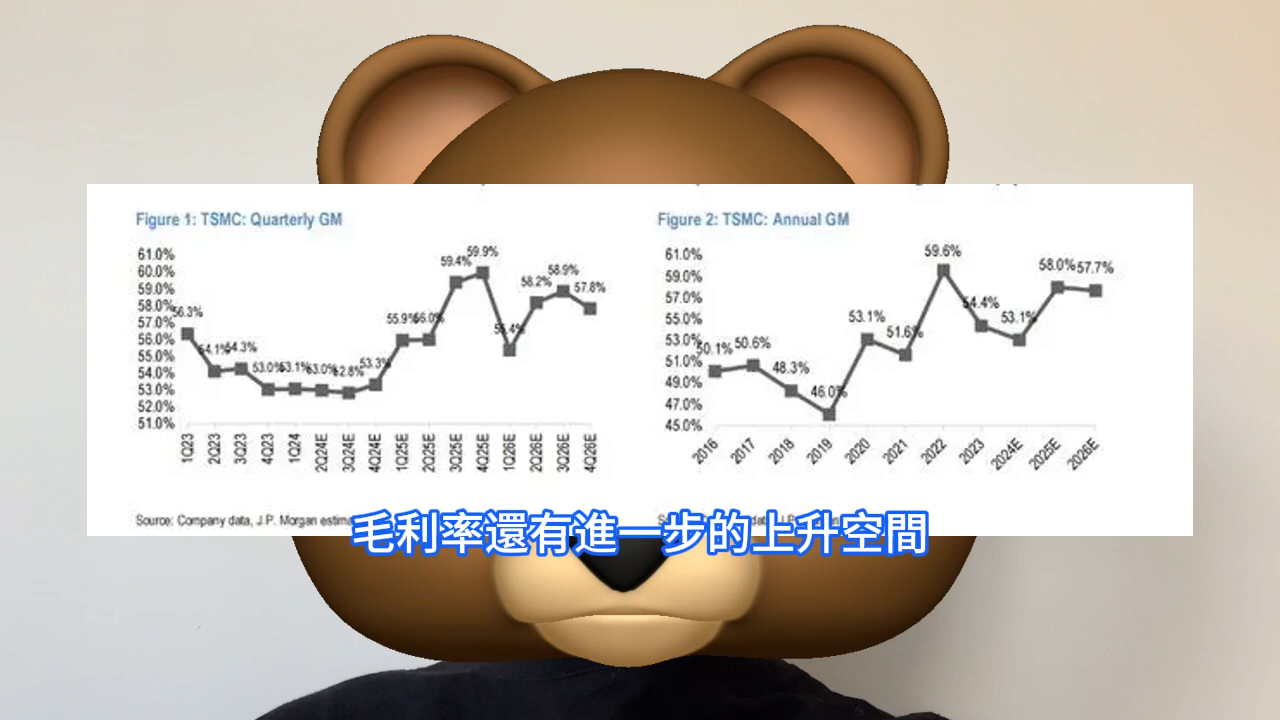 Figure 1: TSMC: Quarterly GM
61.0%
60.0%
59.0%
58.0%
57.0%
56.0%
55.0%
54.0%
53.0%
52.0%
51.0%
56.3%
54.1%
54.3%
53.0%
53.1%
53.0%
52.8%
53.3%
55.9%
56.0%
59.4%
59.9%
55.4%
58.2%
58.9%
57.8%
1Q23
2Q23
3Q23
4Q23
1Q24
2Q24E
3Q24E
4Q24E
1Q25E
2Q25E
3Q25E
4Q25E
1Q26E
2Q26E
3Q26E
4Q26E
Source: Company data, J.P. Morgan
Figure 2: TSMC: Annual GM
61.0%
59.0%
57.0%
55.0%
53.0%
51.0%
49.0%
47.0%
45.0%
50.1%
50.6%
48.3%
46.0%
53.1%
51.6%
59.6%
54.4%
53.1%
58.0%
57.7%
2016
2017
2018
2019
2020
2021
2022
2023
2024E
2025E
2026E
毛利率還有進一步的上升空間